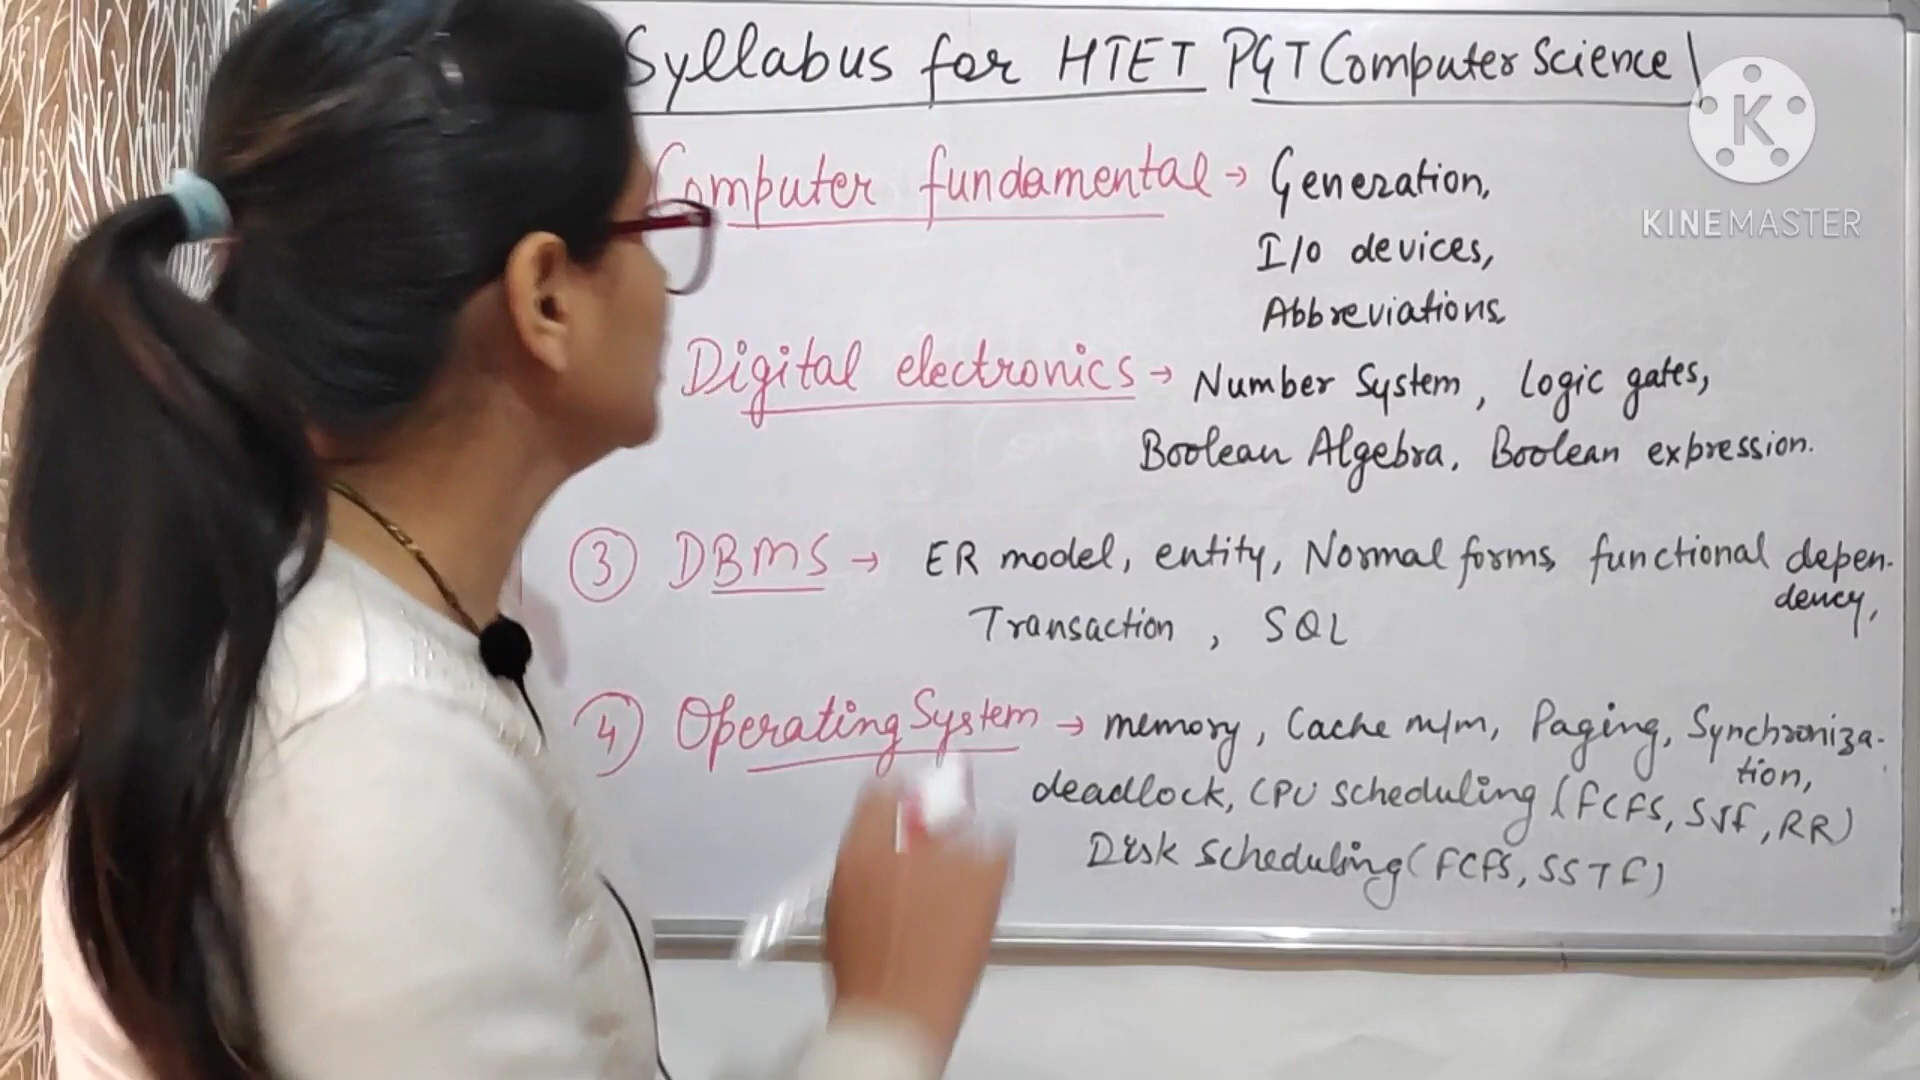 Syllabus for HTET PGT (Computer Science)
K
KINEMASTER
Computer fundamental → Generation,
I/O devices,
Abbreviations
Digital electronics → Number System, Logic gates,
Boolean Algebra, Boolean expression.
③ DBMS → ER model, entity, Normal forms, functional depen-
dency,
Transaction, SQL
④ Operating System → memory, Cache m/m, Paging, Synchroniza-
tion,
deadlock, CPU scheduling (FCFS, SJF, RR)
Disk scheduling (FCFS, SSTF)